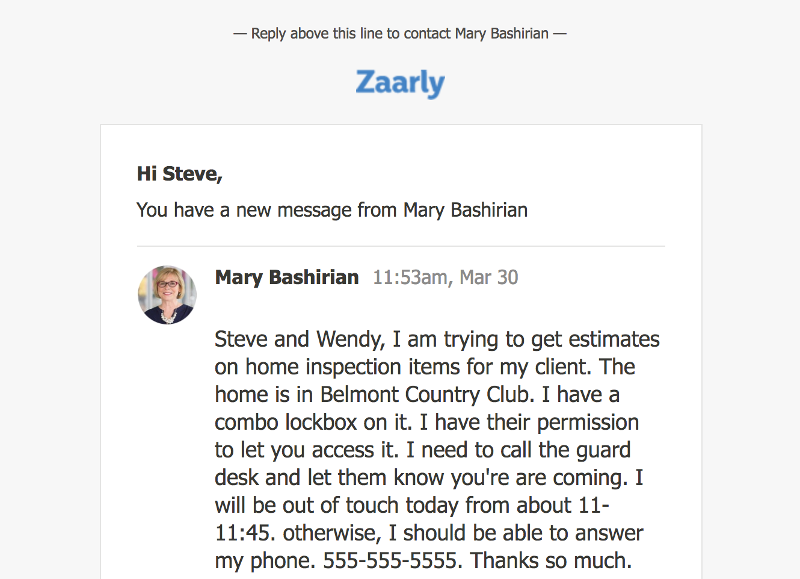 — Reply above this line to contact Mary Bashirian —
Zaarly
Hi Steve,
You have a new message from Mary Bashirian
Mary Bashirian 11:53am, Mar 30
Steve and Wendy, I am trying to get estimates
on home inspection items for my client. The
home is in Belmont Country Club. I have a
combo lockbox on it. I have their permission
to let you access it. I need to call the guard
desk and let them know you're are coming. I
will be out of touch today from about 11-
11:45. otherwise, I should be able to answer
my phone. 555-555-5555. Thanks so much.